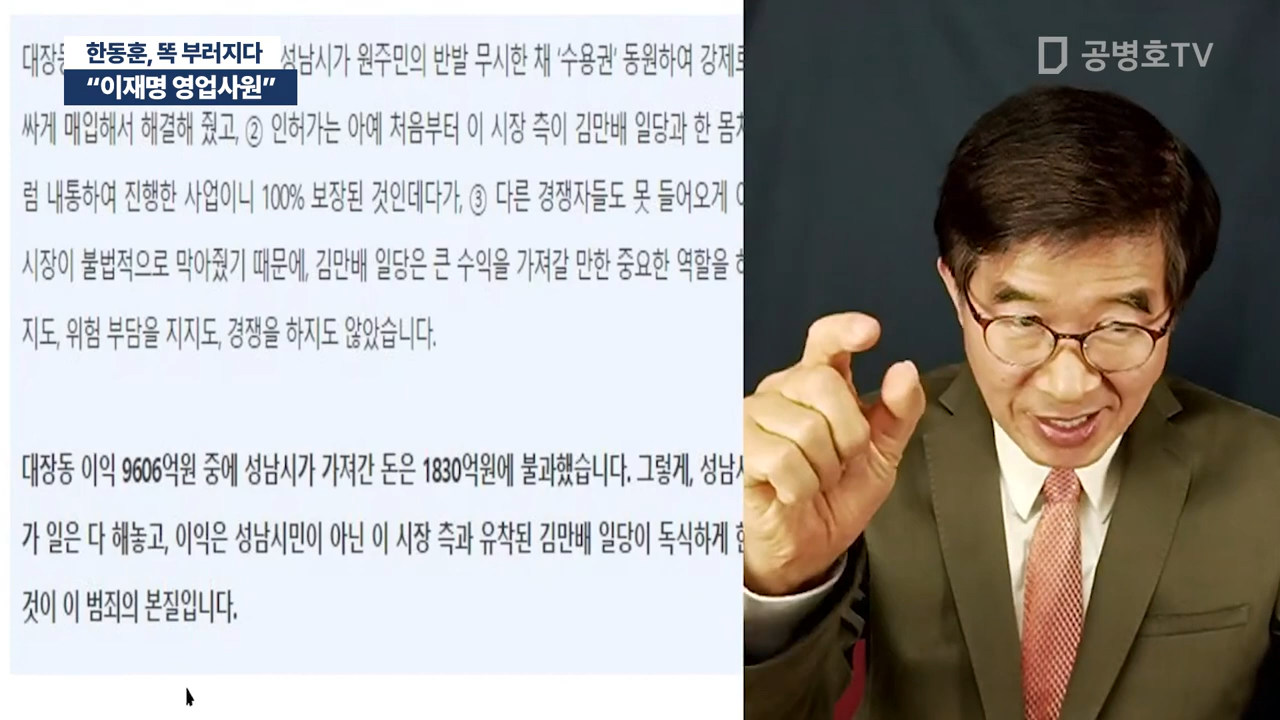 한동훈, 똑 부러지다
“이재명 영업사원”
공병호TV
성남시가 원주민의 반발 무시한 채 ‘수용권’ 동원하여 강제로
싸게 매입해서 해결해 줬고, ② 인허가는 아예 처음부터 이 시장 측이 김만배 일당과 한 몸처
럼 내통하여 진행한 사업이니 100% 보장된 것인데다가, ③ 다른 경쟁자들도 못 들어오게 이
시장이 불법적으로 막아줬기 때문에, 김만배 일당은 큰 수익을 가져갈 만한 중요한 역할을 하
지도, 위험 부담을 지지도, 경쟁을 하지도 않았습니다.
대장동 이익 9606억원 중에 성남시가 가져간 돈은 1830억원에 불과했습니다. 그렇게, 성남시
가 일은 다 해놓고, 이익은 성남시민이 아닌 이 시장 측과 유착된 김만배 일당이 독식하게 한
것이 이 범죄의 본질입니다.